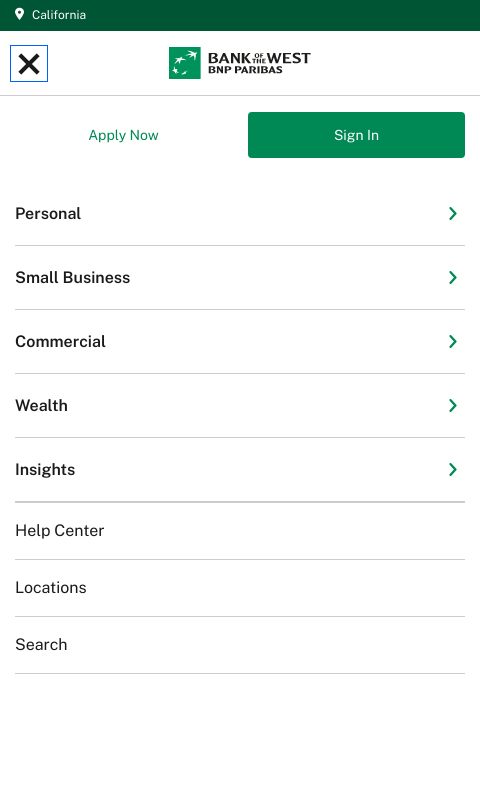 California
BANK OF THE WEST
BNP PARIBAS
Apply Now
Sign In
Personal
Small Business
Commercial
Wealth
Insights
Help Center
Locations
Search